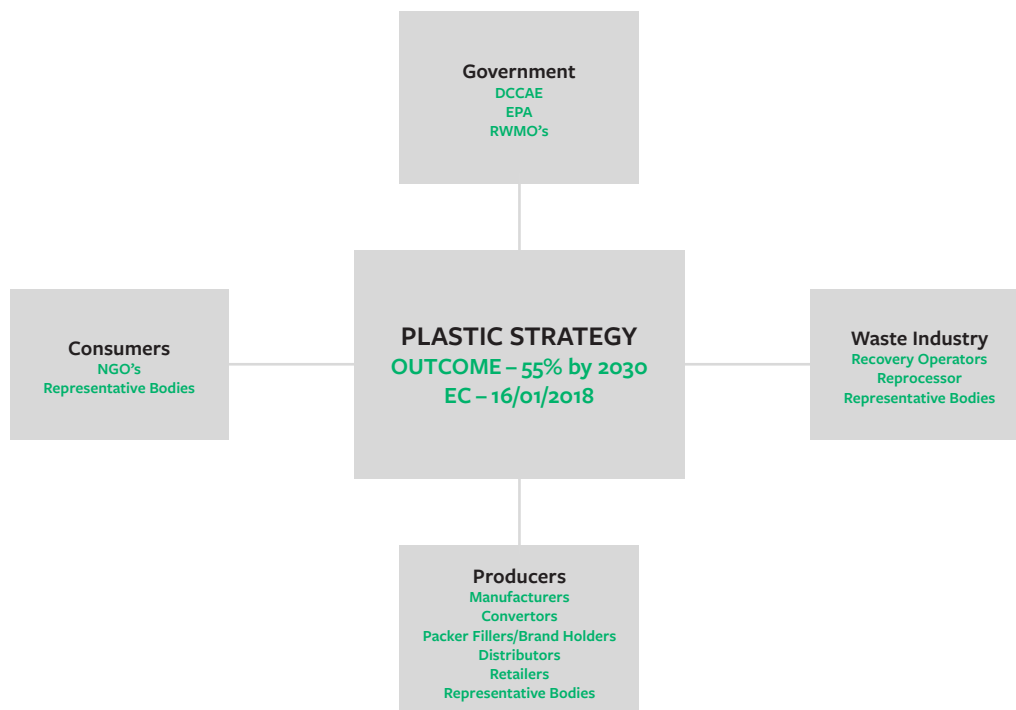 Government
DCCAE
EPA
RWMO's
PLASTIC STRATEGY
OUTCOME – 55% by 2030
EC – 16/01/2018
Consumers
NGO's
Representative Bodies
Waste Industry
Recovery Operators
Reprocessor
Representative Bodies
Producers
Manufacturers
Convertors
Packer Fillers/Brand Holders
Distributors
Retailers
Representative Bodies